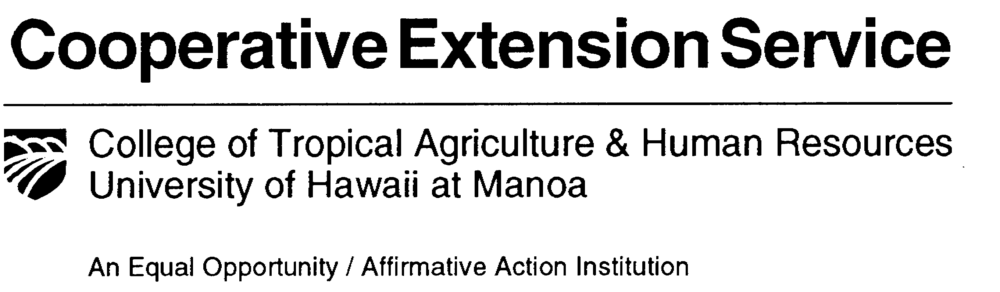 Cooperative Extension Service
College of Tropical Agriculture & Human Resources
University of Hawaii at Manoa
An Equal Opportunity / Affirmative Action Institution